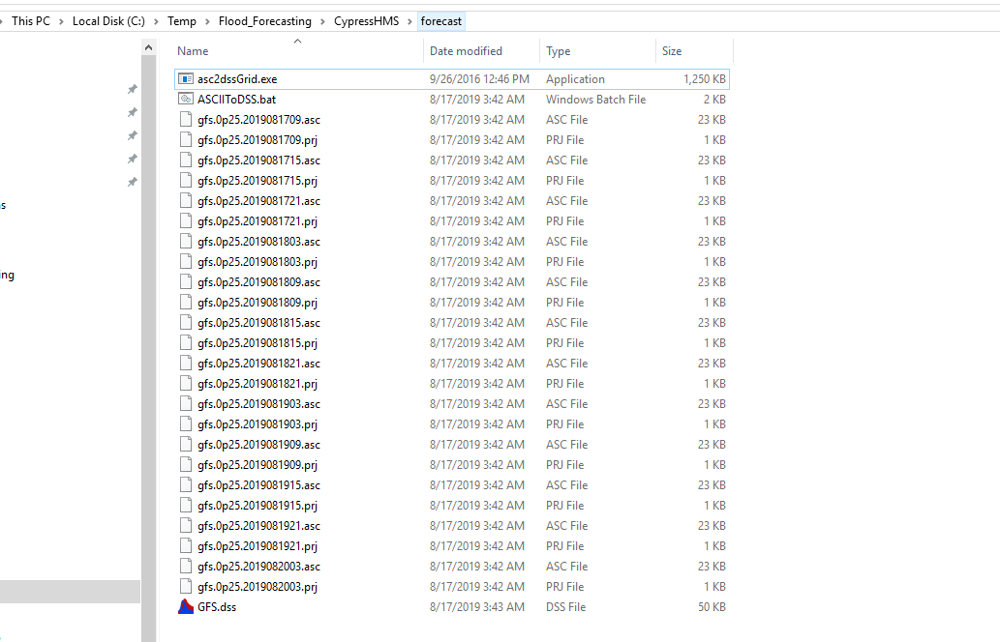 This PC > Local Disk (C:) > Temp > Flood_Forecasting > CypressHMS > forecast
Name Date modified Type Size
asc2dssGrid.exe 9/26/2016 12:46 PM Application 1,250 KB
ASCIIToDSS.bat 8/17/2019 3:42 AM Windows Batch File 2 KB
gfs.0p25.2019081709.asc 8/17/2019 3:42 AM ASC File 23 KB
gfs.0p25.2019081709.prj 8/17/2019 3:42 AM PRJ File 1 KB
gfs.0p25.2019081715.asc 8/17/2019 3:42 AM ASC File 23 KB
gfs.0p25.2019081715.prj 8/17/2019 3:42 AM PRJ File 1 KB
gfs.0p25.2019081721.asc 8/17/2019 3:42 AM ASC File 23 KB
s
gfs.0p25.2019081721.prj 8/17/2019 3:42 AM PRJ File 1 KB
gfs.0p25.2019081803.asc 8/17/2019 3:42 AM ASC File 23 KB
gfs.0p25.2019081803.prj 8/17/2019 3:42 AM PRJ File 1 KB
ing
gfs.0p25.2019081809.asc 8/17/2019 3:42 AM ASC File 23 KB
gfs.0p25.2019081809.prj 8/17/2019 3:42 AM PRJ File 1 KB
gfs.0p25.2019081815.asc 8/17/2019 3:42 AM ASC File 23 KB
gfs.0p25.2019081815.prj 8/17/2019 3:42 AM PRJ File 1 KB
gfs.0p25.2019081821.asc 8/17/2019 3:42 AM ASC File 23 KB
gfs.0p25.2019081821.prj 8/17/2019 3:42 AM PRJ File 1 KB
gfs.0p25.2019081903.asc 8/17/2019 3:42 AM ASC File 23 KB
gfs.0p25.2019081903.prj 8/17/2019 3:42 AM PRJ File 1 KB
gfs.0p25.2019081909.asc 8/17/2019 3:42 AM ASC File 23 KB
gfs.0p25.2019081909.prj 8/17/2019 3:42 AM PRJ File 1 KB
gfs.0p25.2019081915.asc 8/17/2019 3:42 AM ASC File 23 KB
gfs.0p25.2019081915.prj 8/17/2019 3:42 AM PRJ File 1 KB
gfs.0p25.2019081921.asc 8/17/2019 3:42 AM ASC File 23 KB
gfs.0p25.2019081921.prj 8/17/2019 3:42 AM PRJ File 1 KB
gfs.0p25.2019082003.asc 8/17/2019 3:42 AM ASC File 23 KB
gfs.0p25.2019082003.prj 8/17/2019 3:42 AM PRJ File 1 KB
GFS.dss 8/17/2019 3:43 AM DSS File 50 KB